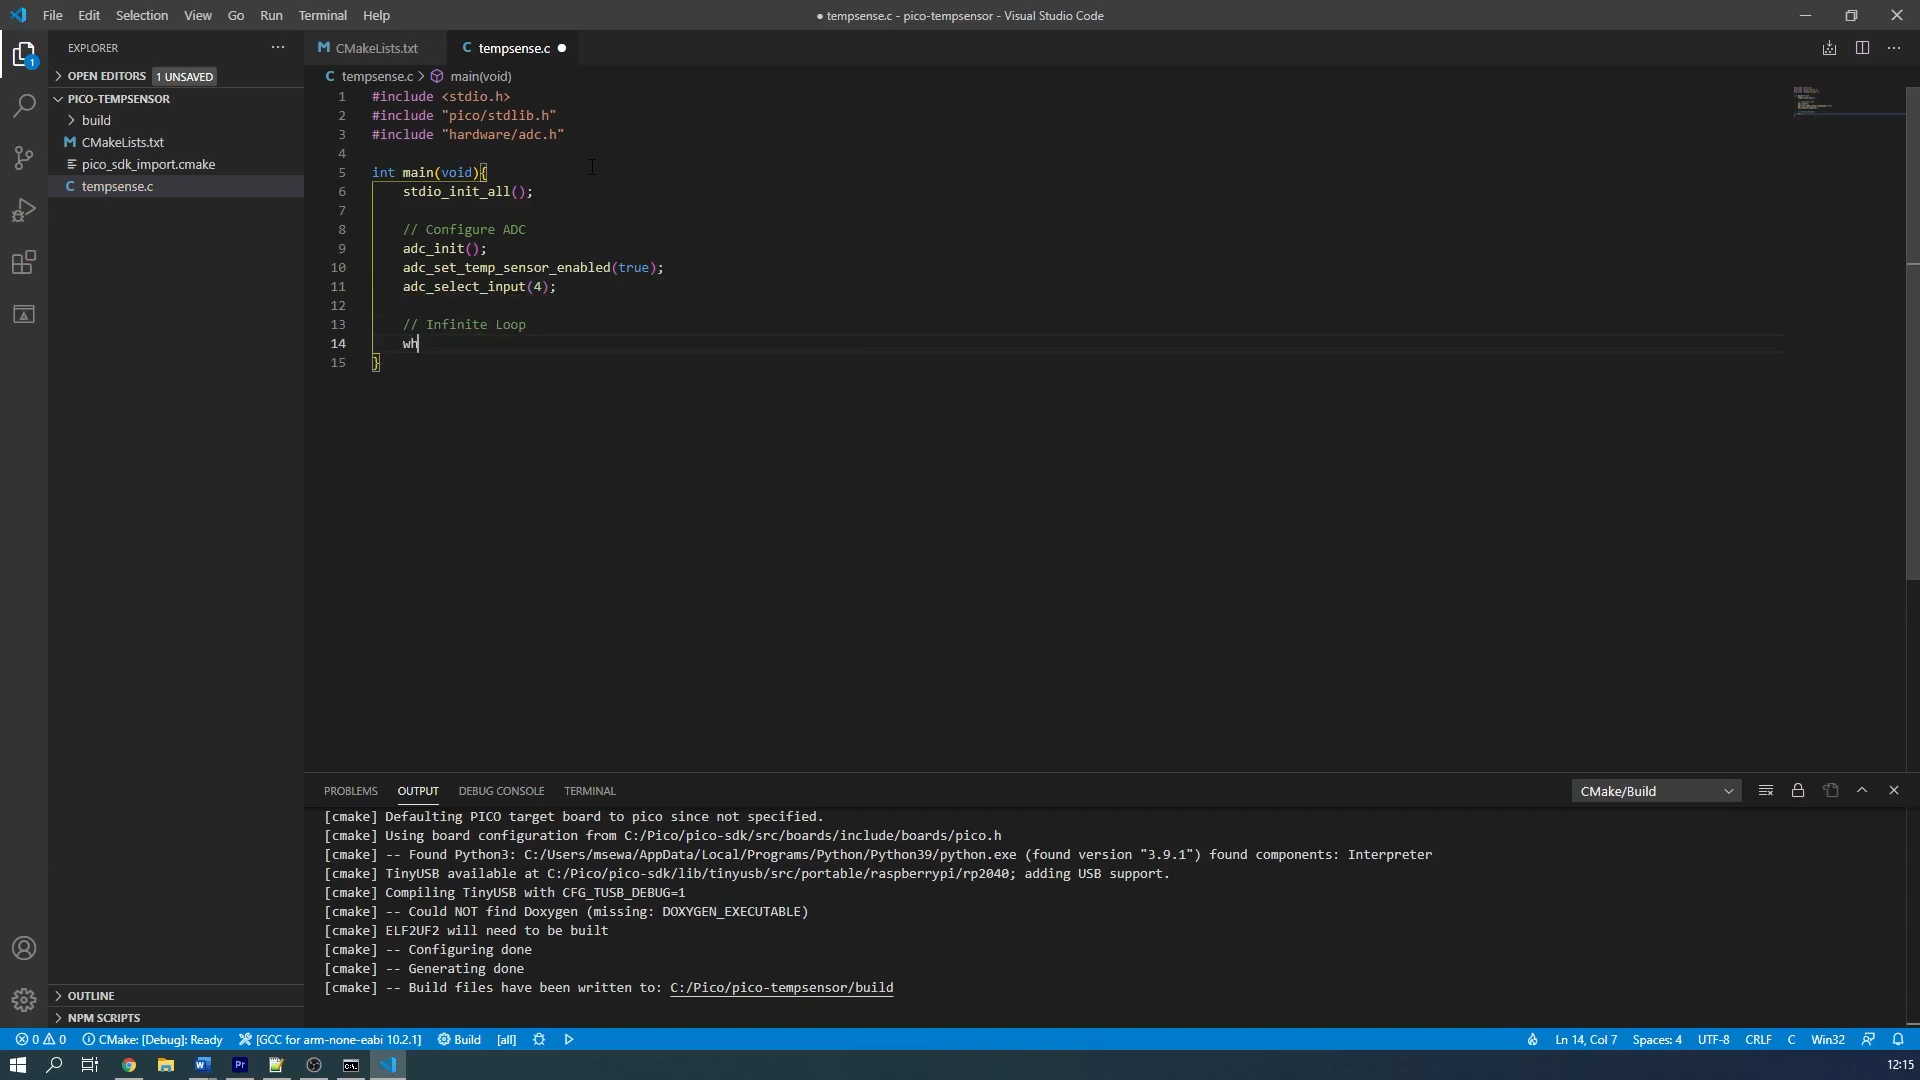 File Edit Selection View Go Run Terminal Help
● tempsense.c - pico-tempsensor - Visual Studio Code
EXPLORER
OPEN EDITORS 1 UNSAVED
PICO-TEMPSENSOR
build
M CMakeLists.txt
pico_sdk_import.cmake
C tempsense.c
OUTLINE
NPM SCRIPTS
1
M CMakeLists.txt
C tempsense.c ●
C tempsense.c > main(void)
1 #include <stdio.h>
2 #include "pico/stdlib.h"
3 #include "hardware/adc.h"
4
5 int main(void){
6 stdio_init_all();
7
8 // Configure ADC
9 adc_init();
10 adc_set_temp_sensor_enabled(true);
11 adc_select_input(4);
12
13 // Infinite Loop
14 wh
15 }
PROBLEMS OUTPUT DEBUG CONSOLE TERMINAL
CMake/Build
[cmake] Defaulting PICO target board to pico since not specified.
[cmake] Using board configuration from C:/Pico/pico-sdk/src/boards/include/boards/pico.h
[cmake] -- Found Python3: C:/Users/msewa/AppData/Local/Programs/Python/Python39/python.exe (found version "3.9.1") found components: Interpreter
[cmake] TinyUSB available at C:/Pico/pico-sdk/lib/tinyusb/src/portable/raspberrypi/rp2040; adding USB support.
[cmake] Compiling TinyUSB with CFG_TUSB_DEBUG=1
[cmake] -- Could NOT find Doxygen (missing: DOXYGEN_EXECUTABLE)
[cmake] ELF2UF2 will need to be built
[cmake] -- Configuring done
[cmake] -- Generating done
[cmake] -- Build files have been written to: C:/Pico/pico-tempsensor/build
0 0 CMake: [Debug]: Ready [GCC for arm-none-eabi 10.2.1] Build [all]
Ln 14, Col 7 Spaces: 4 UTF-8 CRLF C Win32
W Pr C:\.
12:15